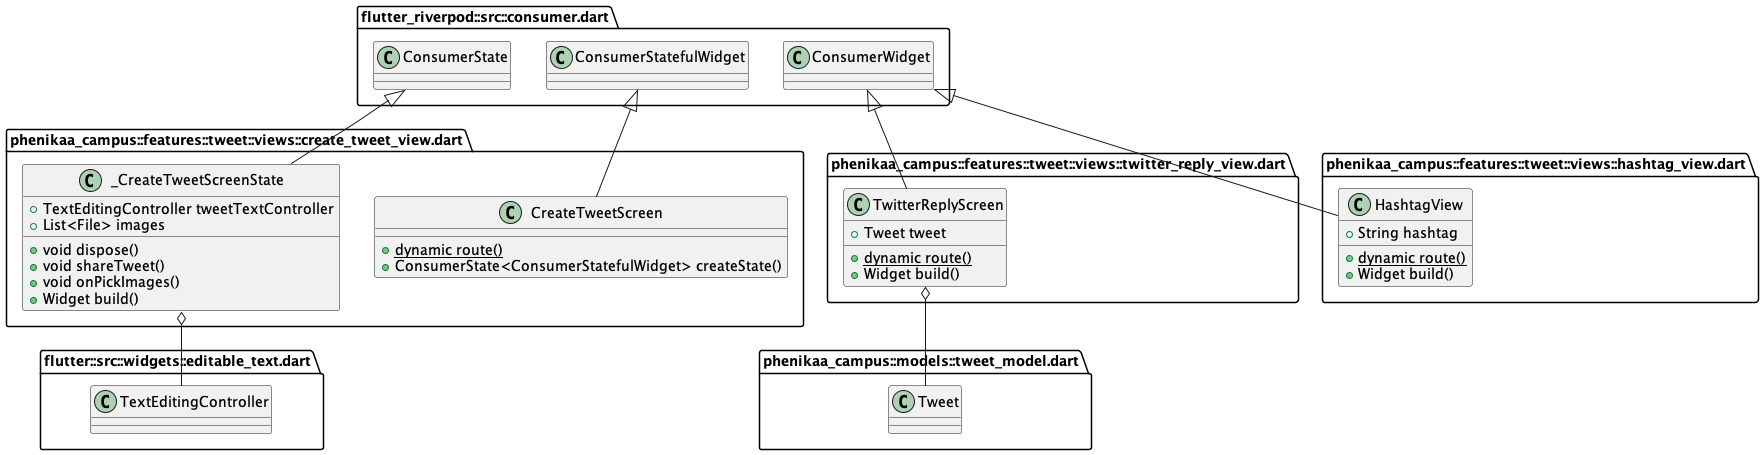 flutter_riverpod::src::consumer.dart
C ConsumerState
C ConsumerStatefulWidget
C ConsumerWidget
phenikaa_campus::features::tweet::views::create_tweet_view.dart
C _CreateTweetScreenState
TextEditingController tweetTextController
List<File> images
void dispose()
void shareTweet()
void onPickImages()
Widget build()
C CreateTweetScreen
dynamic route()
ConsumerState<ConsumerStatefulWidget> createState()
phenikaa_campus::features::tweet::views::twitter_reply_view.dart
C TwitterReplyScreen
Tweet tweet
dynamic route()
Widget build()
phenikaa_campus::features::tweet::views::hashtag_view.dart
C HashtagView
String hashtag
dynamic route()
Widget build()
flutter::src::widgets::editable_text.dart
C TextEditingController
phenikaa_campus::models::tweet_model.dart
C Tweet